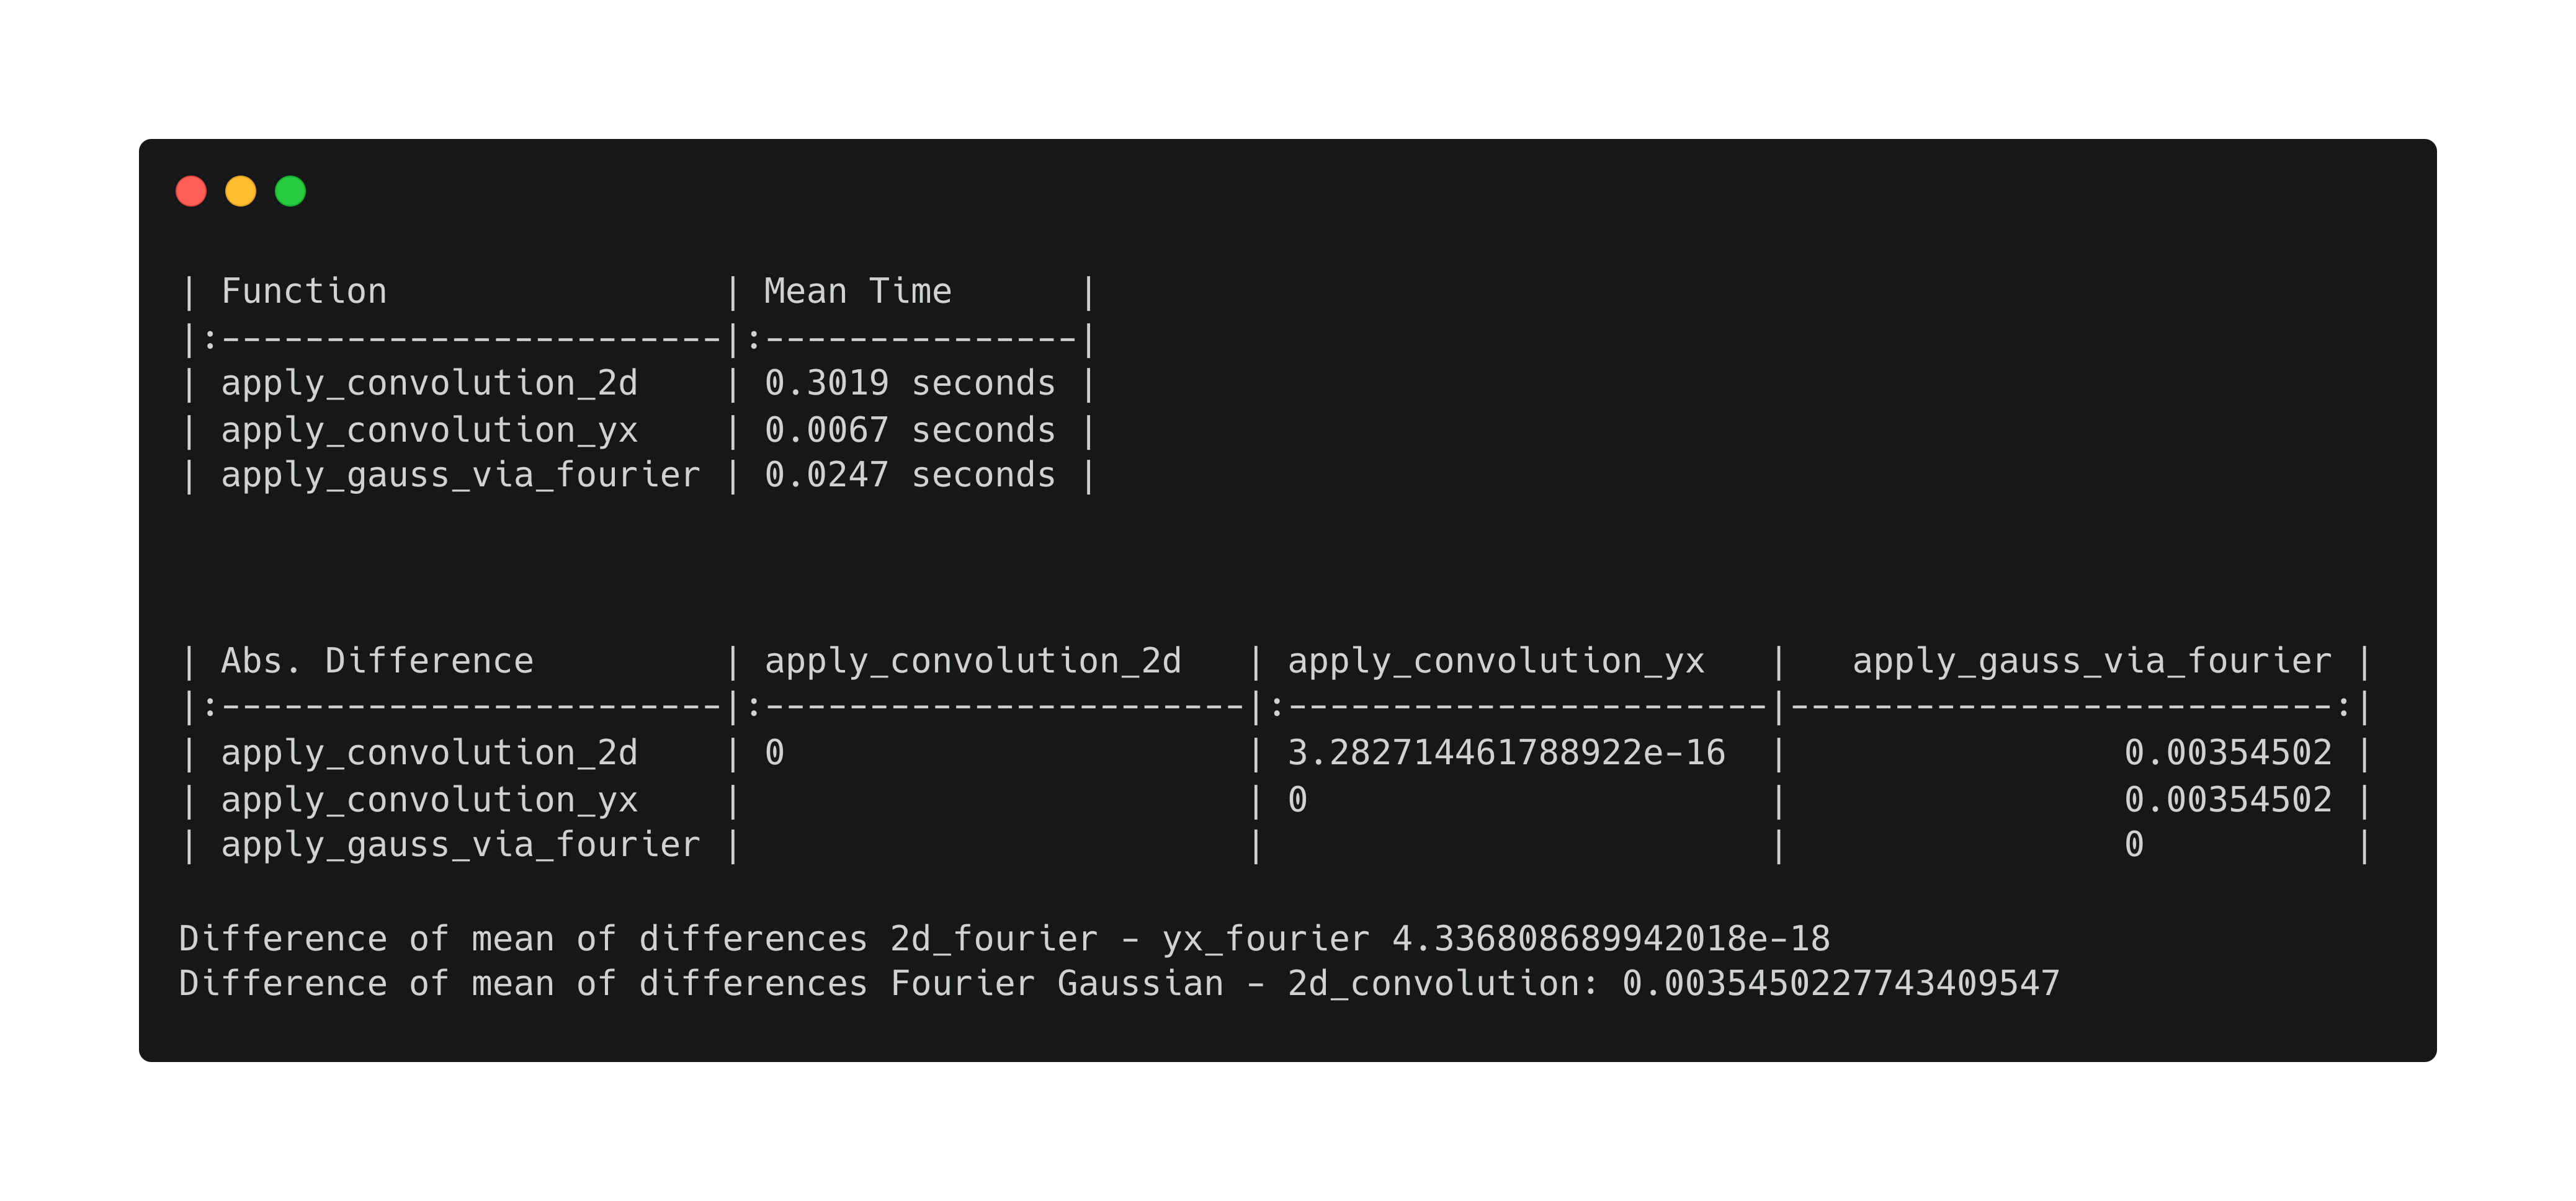 | Function                | Mean Time      |
|:------------------------|:---------------|
| apply_convolution_2d    | 0.3019 seconds |
| apply_convolution_yx    | 0.0067 seconds |
| apply_gauss_via_fourier | 0.0247 seconds |
| Abs. Difference         | apply_convolution_2d   | apply_convolution_yx   |   apply_gauss_via_fourier |
|:------------------------|:-----------------------|:-----------------------|--------------------------:|
| apply_convolution_2d    | 0                      | 3.282714461788922e-16  |                0.00354502 |
| apply_convolution_yx    |                        | 0                      |                0.00354502 |
| apply_gauss_via_fourier |                        |                        |                0          |
Difference of mean of differences 2d_fourier - yx_fourier 4.336808689942018e-18
Difference of mean of differences Fourier Gaussian - 2d_convolution: 0.0035450227743409547